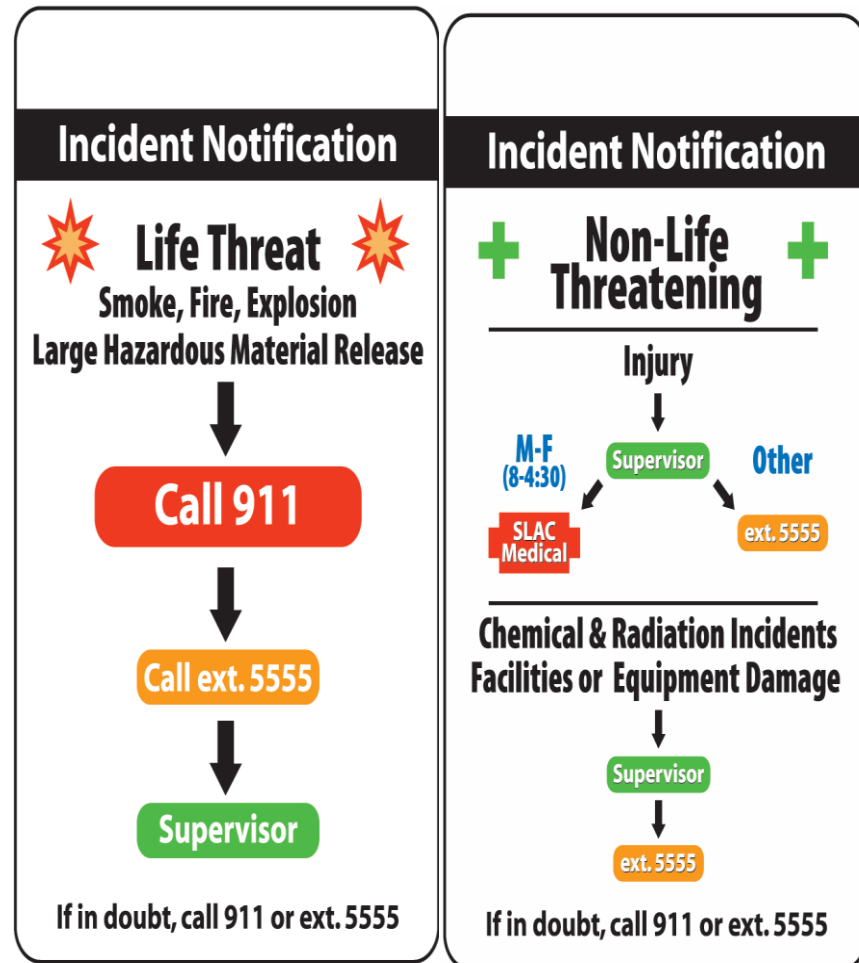 Incident Notification
Life Threat
Smoke, Fire, Explosion
Large Hazardous Material Release
Call 911
Call ext. 5555
Supervisor
If in doubt, call 911 or ext. 5555
Incident Notification
Non-Life
Threatening
Injury
M-F
(8-4:30)
Supervisor
Other
SLAC
Medical
ext. 5555
Chemical & Radiation Incidents
Facilities or Equipment Damage
Supervisor
ext. 5555
If in doubt, call 911 or ext. 5555